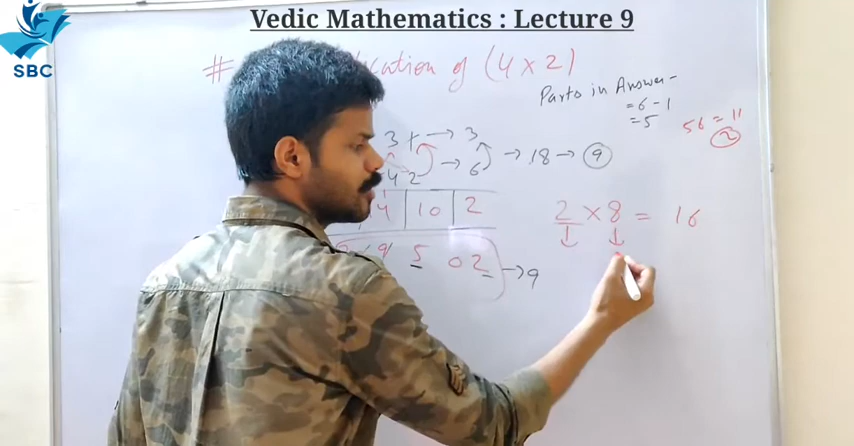 Vedic Mathematics : Lecture 9
SBC
# of (4 x 2)
Parts in Answer -
= 6 - 1
= 5
56 = 11
2
3 → 3
4 2 → 6 → 18 → 9
4 | 10 | 2
2 x 8 = 16
9 5 0 2 → 9